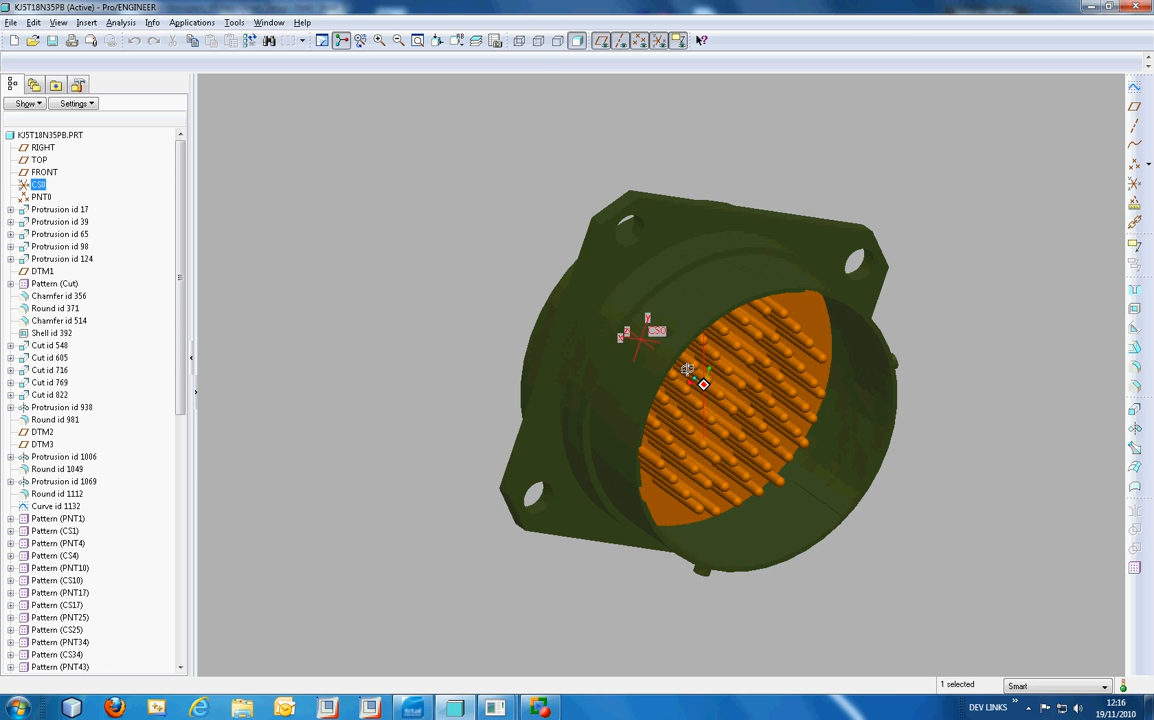 KJ5T18N35PB (Active) - Pro/ENGINEER
File Edit View Insert Analysis Info Applications Tools Window Help
Show Settings
KJ5T18N35PB.PRT
RIGHT
TOP
FRONT
CS0
PNT0
Protrusion id 17
Protrusion id 39
Protrusion id 65
Protrusion id 98
Protrusion id 124
DTM1
Pattern (Cut)
Chamfer id 356
Round id 371
Chamfer id 514
Shell id 392
Cut id 548
Cut id 605
Cut id 716
Cut id 769
Cut id 822
Protrusion id 938
Round id 981
DTM2
DTM3
Protrusion id 1006
Round id 1049
Protrusion id 1069
Round id 1112
Curve id 1132
Pattern (PNT1)
Pattern (CS1)
Pattern (PNT4)
Pattern (CS4)
Pattern (PNT10)
Pattern (CS10)
Pattern (PNT17)
Pattern (CS17)
Pattern (PNT25)
Pattern (CS25)
Pattern (PNT34)
Pattern (CS34)
Pattern (PNT43)
Y
Z
CS0
X
1 selected
Smart
DEV LINKS
12:16
19/11/2010